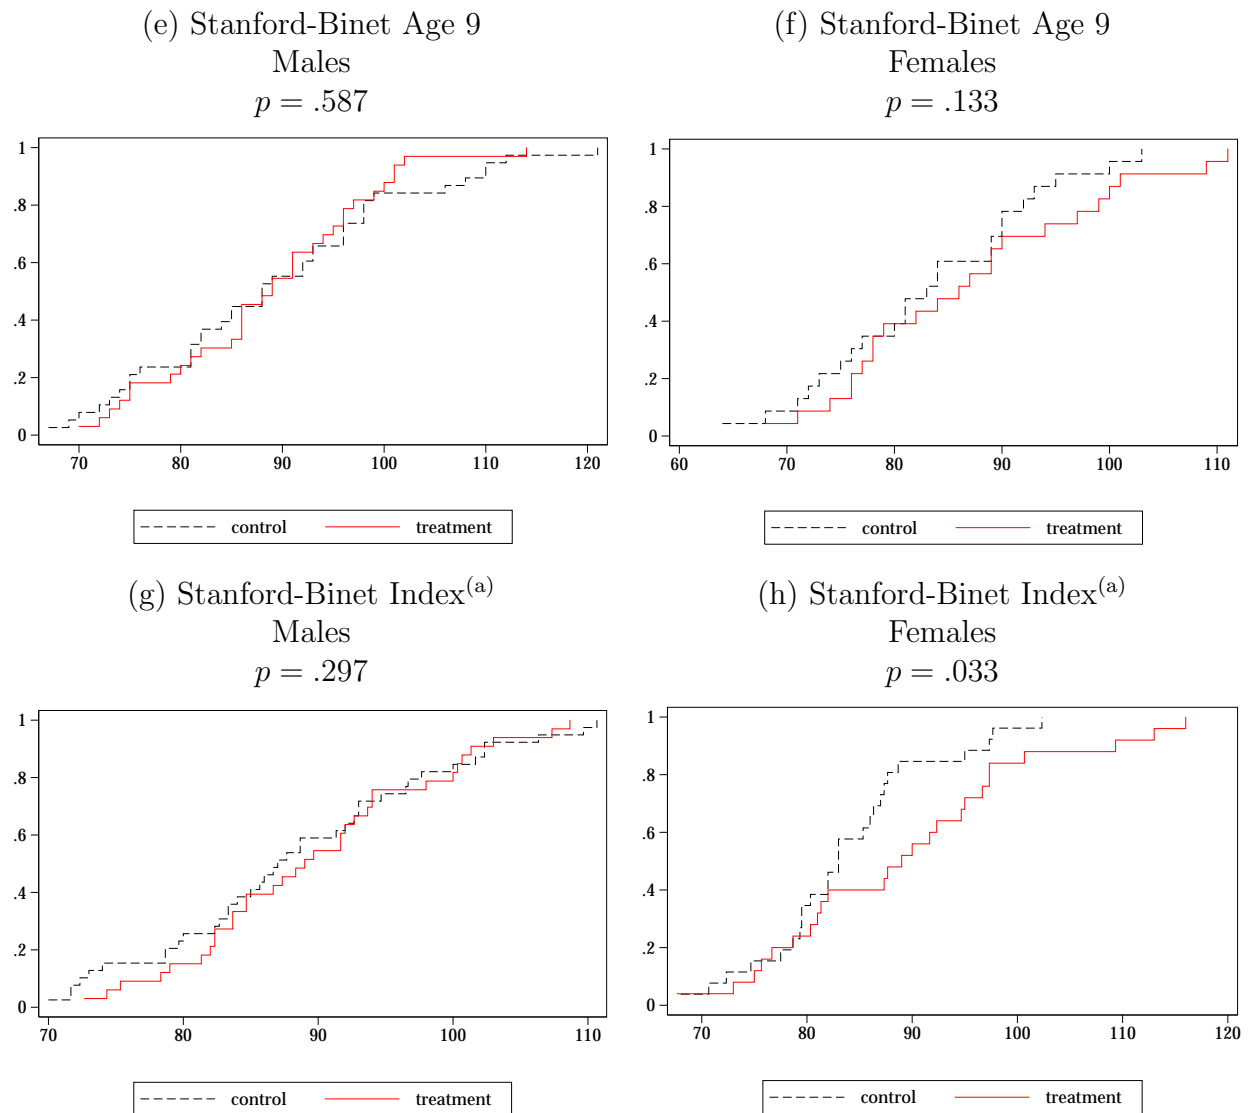 (e) Stanford-Binet Age 9
Males
p = .587
1
.8
.6
.4
.2
0
70 80 90 100 110 120
control treatment
(f) Stanford-Binet Age 9
Females
p = .133
1
.8
.6
.4
.2
0
60 70 80 90 100 110
control treatment
(g) Stanford-Binet Index(a)
Males
p = .297
1
.8
.6
.4
.2
0
70 80 90 100 110
control treatment
(h) Stanford-Binet Index(a)
Females
p = .033
1
.8
.6
.4
.2
0
70 80 90 100 110 120
control treatment